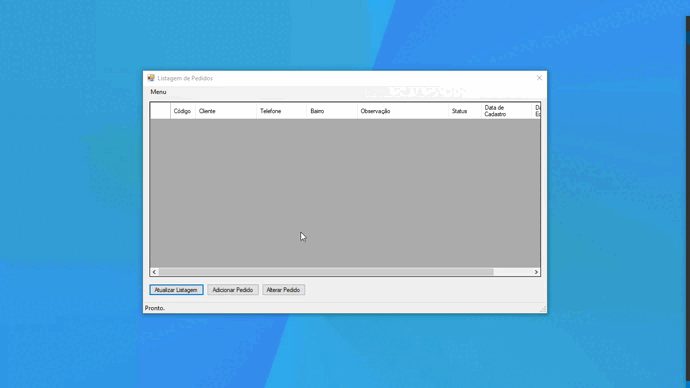 Listagem de Pedidos
Menu
Código Cliente Telefone Bairro Observação Status Data de
Cadastro
Atualizar Listagem Adicionar Pedido Alterar Pedido
Pronto.